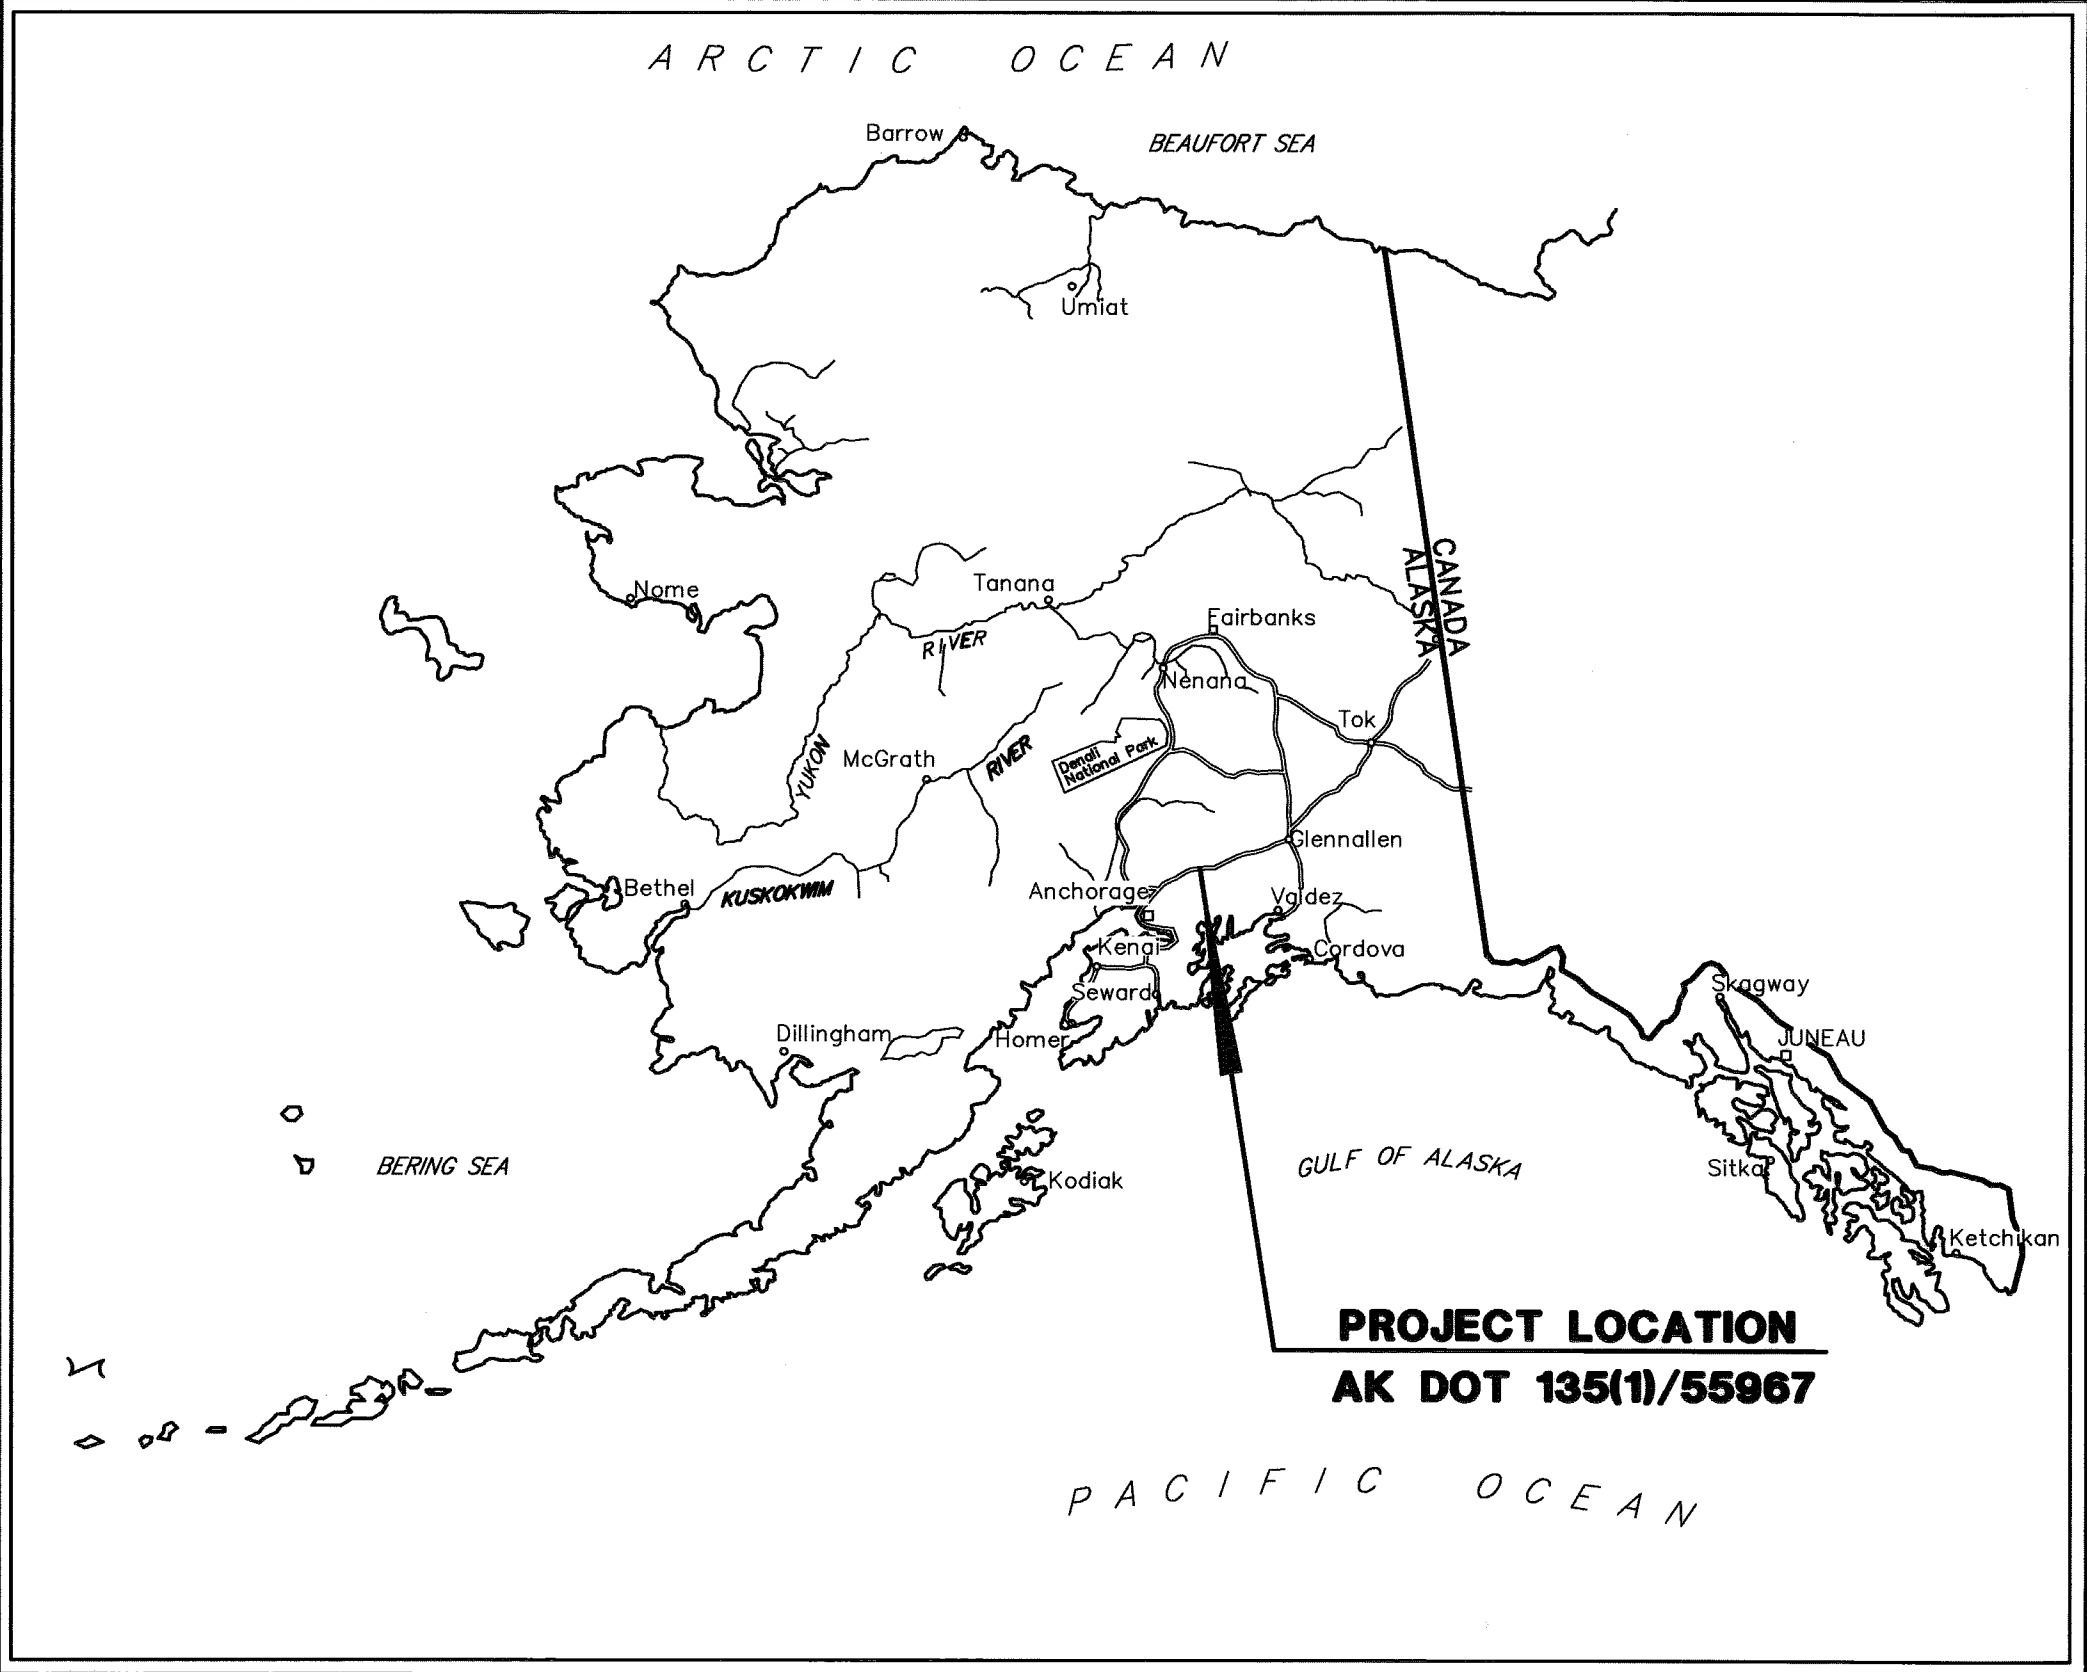 ARCTIC OCEAN
Barrow
BEAUFORT SEA
Umiat
CANADA
ALASKA
Tanana
Nome
Fairbanks
RIVER
Nenana
Tok
YUKON
McGrath
RIVER
Denali
National Park
Glennallen
Bethel
KUSKOKWIM
Anchorage
Valdez
Kenai
Cordova
Seward
Skagway
Dillingham
Homer
JUNEAU
BERING SEA
Kodiak
GULF OF ALASKA
Sitka
Ketchikan
PROJECT LOCATION
AK DOT 135(1)/55967
PACIFIC OCEAN